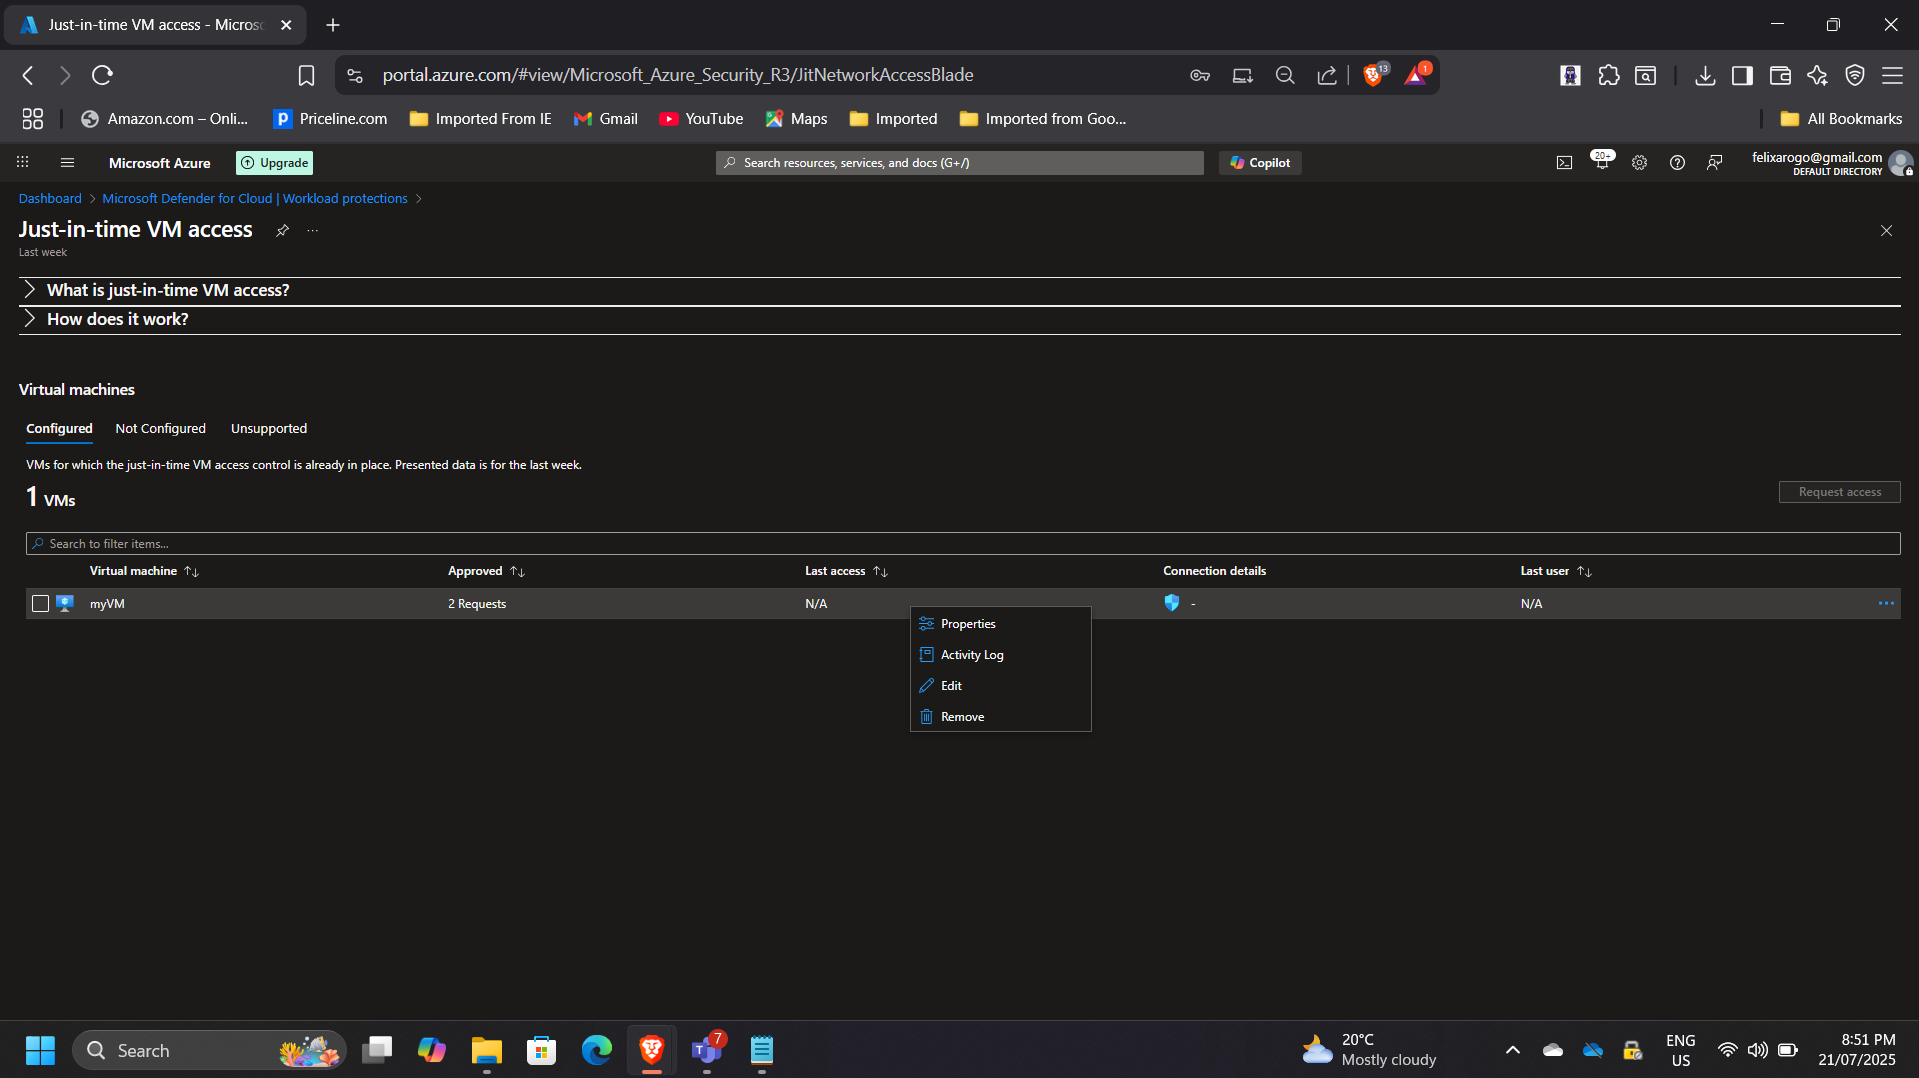 Just-in-time VM access - Micros
portal.azure.com/#view/Microsoft_Azure_Security_R3/JitNetworkAccessBlade
13
1
Amazon.com – Onli...
Priceline.com
Imported From IE
Gmail
YouTube
Maps
Imported
Imported from Goo...
All Bookmarks
Microsoft Azure
Upgrade
Search resources, services, and docs (G+/)
Copilot
20+
felixarogo@gmail.com
DEFAULT DIRECTORY
Dashboard > Microsoft Defender for Cloud | Workload protections >
Just-in-time VM access
...
Last week
What is just-in-time VM access?
How does it work?
Virtual machines
Configured
Not Configured
Unsupported
VMs for which the just-in-time VM access control is already in place. Presented data is for the last week.
1 VMs
Request access
Search to filter items...
Virtual machine
Approved
Last access
Connection details
Last user
myVM
2 Requests
N/A
-
N/A
...
Properties
Activity Log
Edit
Remove
Search
7
20°C
Mostly cloudy
ENG
US
8:51 PM
21/07/2025